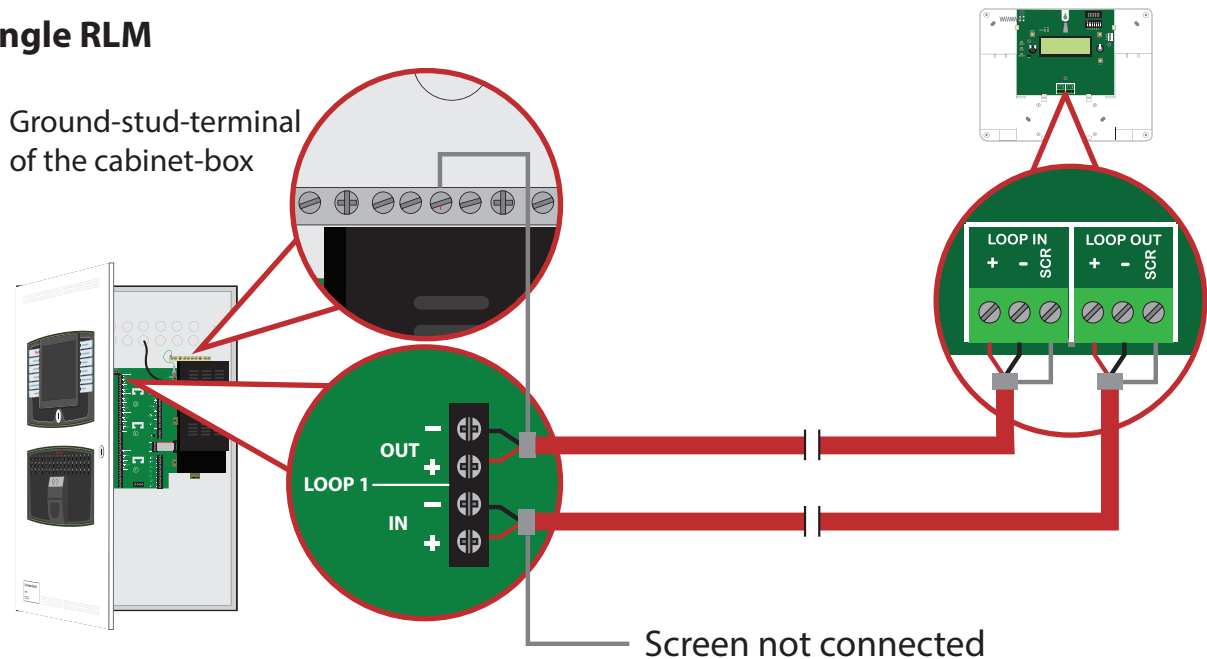 ngle RLM
Ground-stud-terminal
of the cabinet-box
LOOP IN
+ - SCR
LOOP OUT
+ - SCR
-
OUT
+
LOOP 1
-
IN
+
Screen not connected